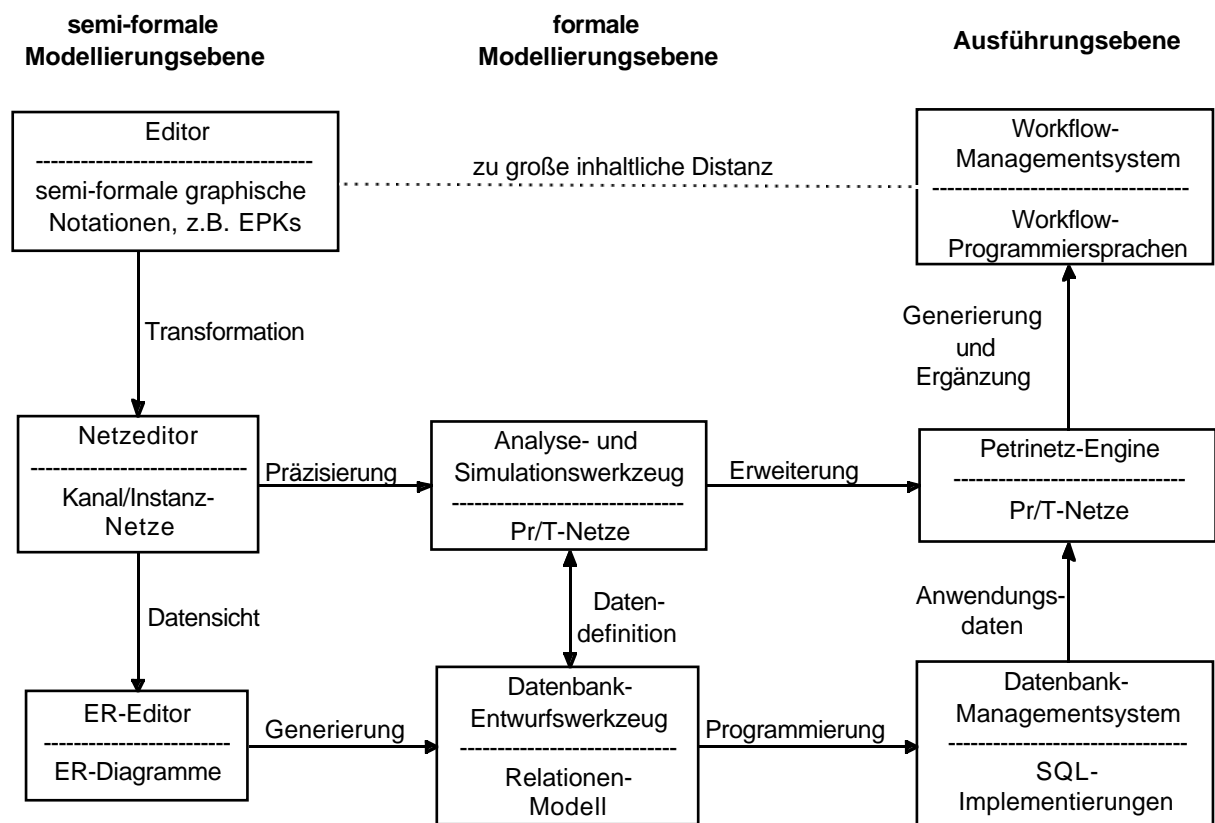 semi-formale
Modellierungsebene
formale
Modellierungsebene
Ausführungsebene
Editor
semi-formale graphische
Notationen, z.B. EPKs
zu große inhaltliche Distanz
Workflow-
Managementsystem
Workflow-
Programmiersprachen
Transformation
Generierung
und
Ergänzung
Netzeditor
Kanal/Instanz-
Netze
Präzisierung
Analyse- und
Simulationswerkzeug
Pr/T-Netze
Erweiterung
Petrinetz-Engine
Pr/T-Netze
Datensicht
Daten-
definition
Anwendungs-
daten
ER-Editor
ER-Diagramme
Generierung
Datenbank-
Entwurfswerkzeug
Relationen-
Modell
Programmierung
Datenbank-
Managementsystem
SQL-
Implementierungen